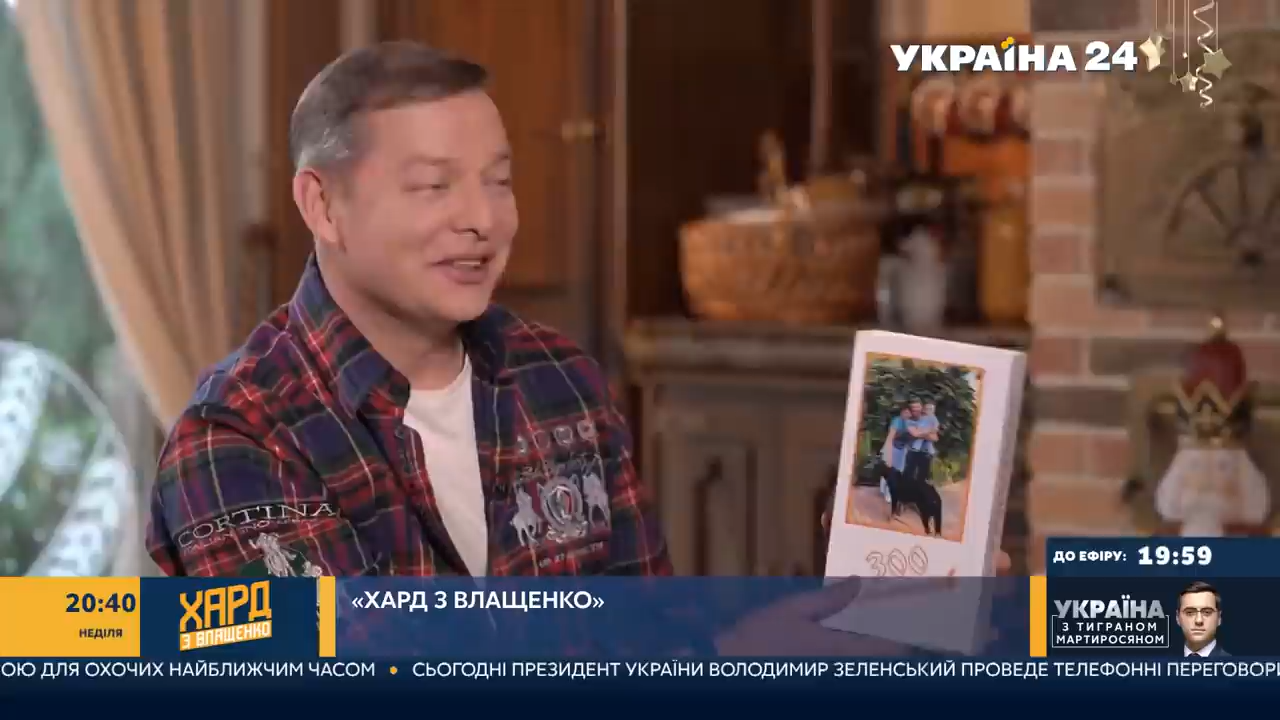 УКРАЇНА 24
CORTINA
300
ДО ЕФІРУ: 19:59
20:40
НЕДІЛЯ
ХАРД
З ВЛАЩЕНКО
«ХАРД З ВЛАЩЕНКО»
УКРАЇНА
З ТИГРАНОМ
МАРТИРОСЯНОМ
ОЮ ДЛЯ ОХОЧИХ НАЙБЛИЖЧИМ ЧАСОМ • СЬОГОДНІ ПРЕЗИДЕНТ УКРАЇНИ ВОЛОДИМИР ЗЕЛЕНСЬКИЙ ПРОВЕДЕ ТЕЛЕФОННІ ПЕРЕГОВОРИ